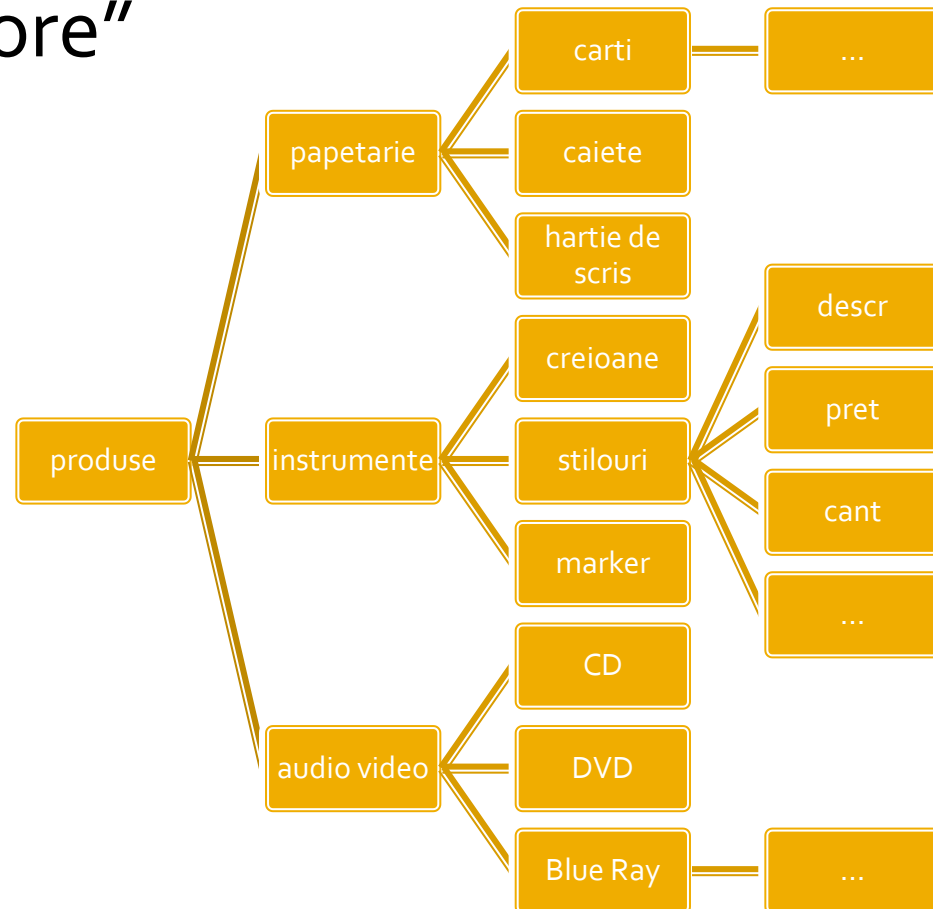 ore”
carti
...
papetarie
caiete
hartie de
scris
descr
creioane
pret
produse
instrumente
stilouri
cant
marker
...
CD
audio video
DVD
Blue Ray
...